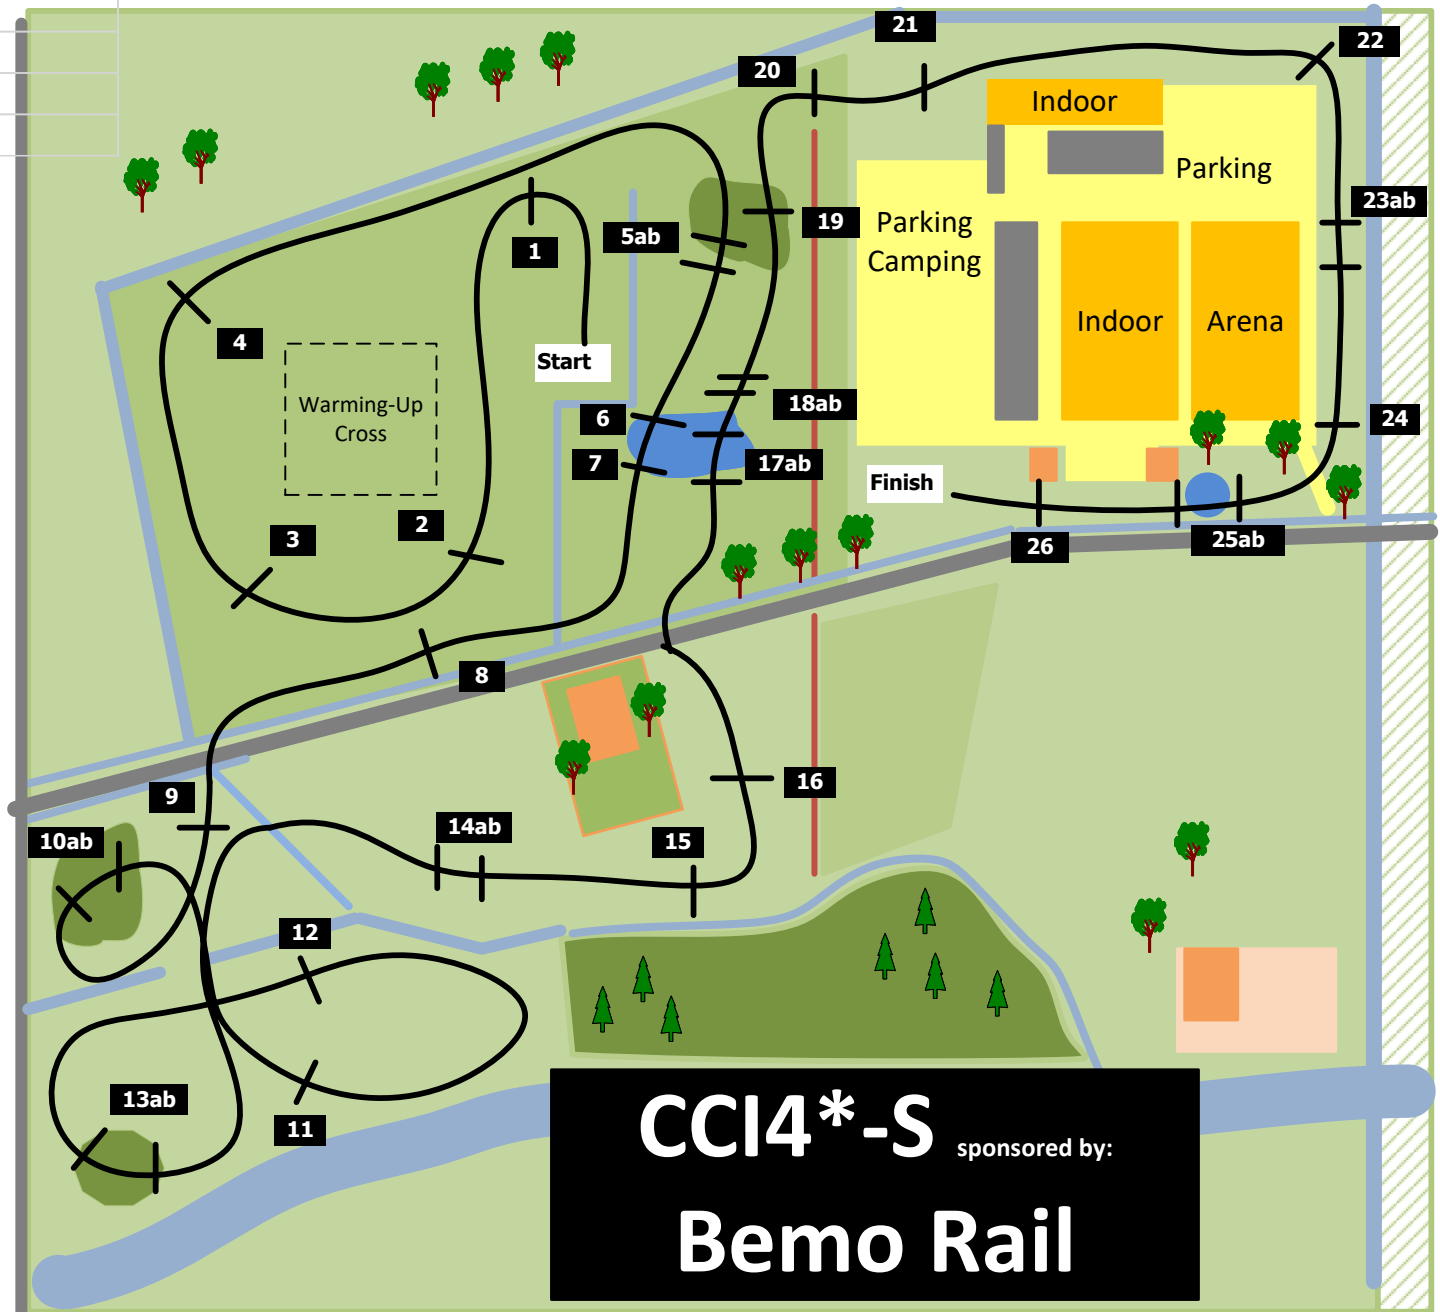 21
22
20
Indoor
Parking
23ab
19
Parking
Camping
5ab
1
4
Indoor
Arena
Start
Warming-Up
Cross
18ab
6
24
7
17ab
Finish
2
3
26
25ab
8
16
9
14ab
15
10ab
12
13ab
11
CCI4*-S sponsored by:
Bemo Rail